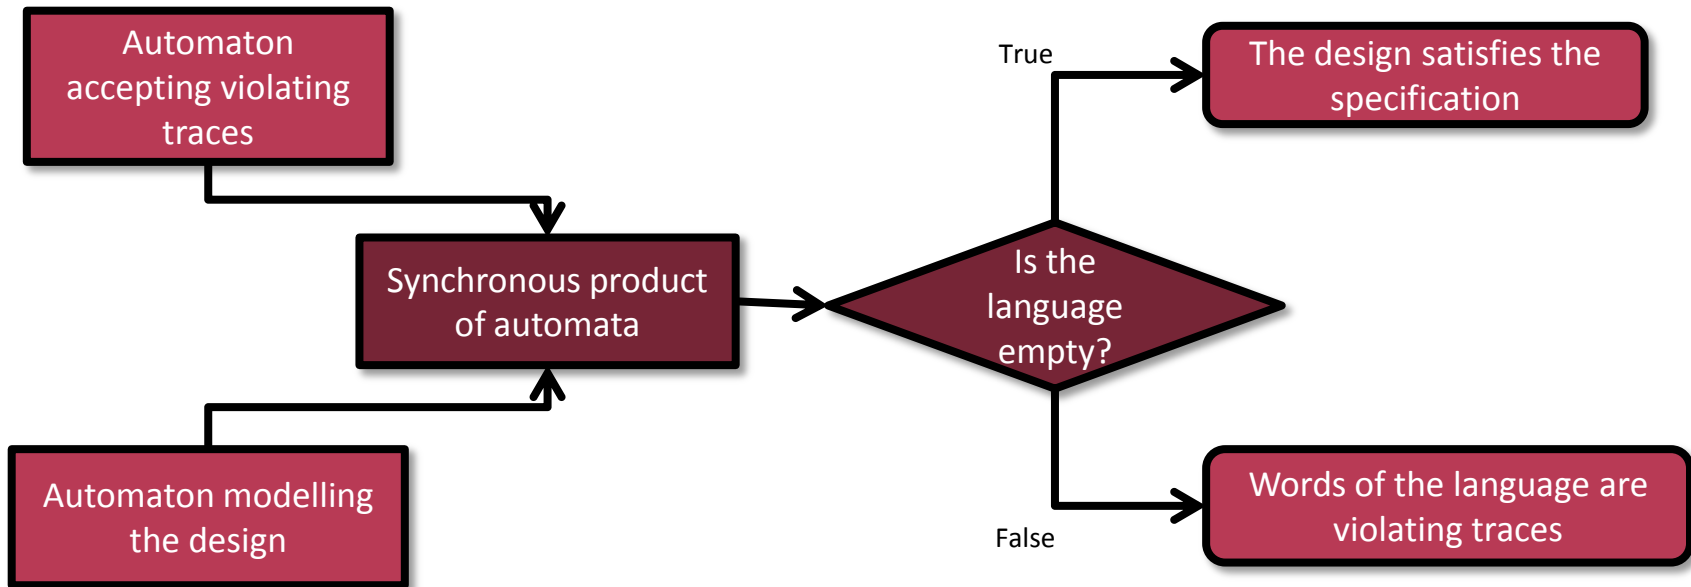 Automaton
accepting violating
traces
True
The design satisfies the
specification
Synchronous product
of automata
Is the
language
empty?
Automaton modelling
the design
False
Words of the language are
violating traces